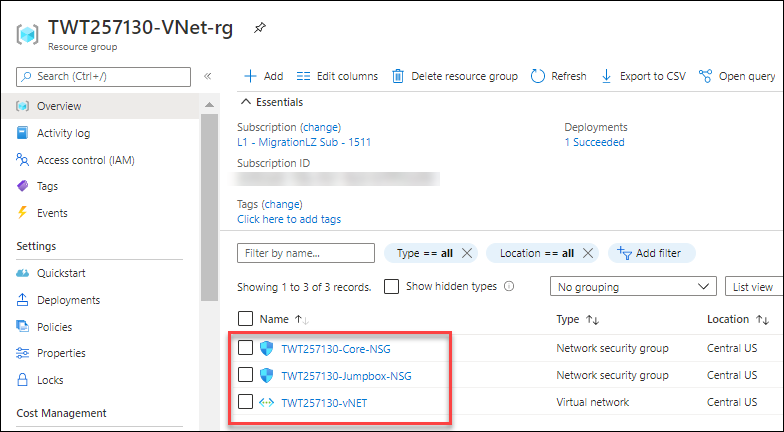 TWT257130-VNet-rg
Resource group
Search (Ctrl+/)
«
Overview
Activity log
Access control (IAM)
Tags
Events
Settings
Quickstart
Deployments
Policies
Properties
Locks
Cost Management
Add
Edit columns
Delete resource group
Refresh
Export to CSV
Open query
Essentials
Subscription (change)
L1 - MigrationLZ Sub - 1511
Deployments
1 Succeeded
Subscription ID
Tags (change)
Click here to add tags
Filter by name...
Type == all
Location == all
Add filter
Showing 1 to 3 of 3 records.
Show hidden types
No grouping
List view
Name ↑↓ Type ↑↓ Location ↑↓
TWT257130-Core-NSG Network security group Central US
TWT257130-Jumpbox-NSG Network security group Central US
TWT257130-vNET Virtual network Central US